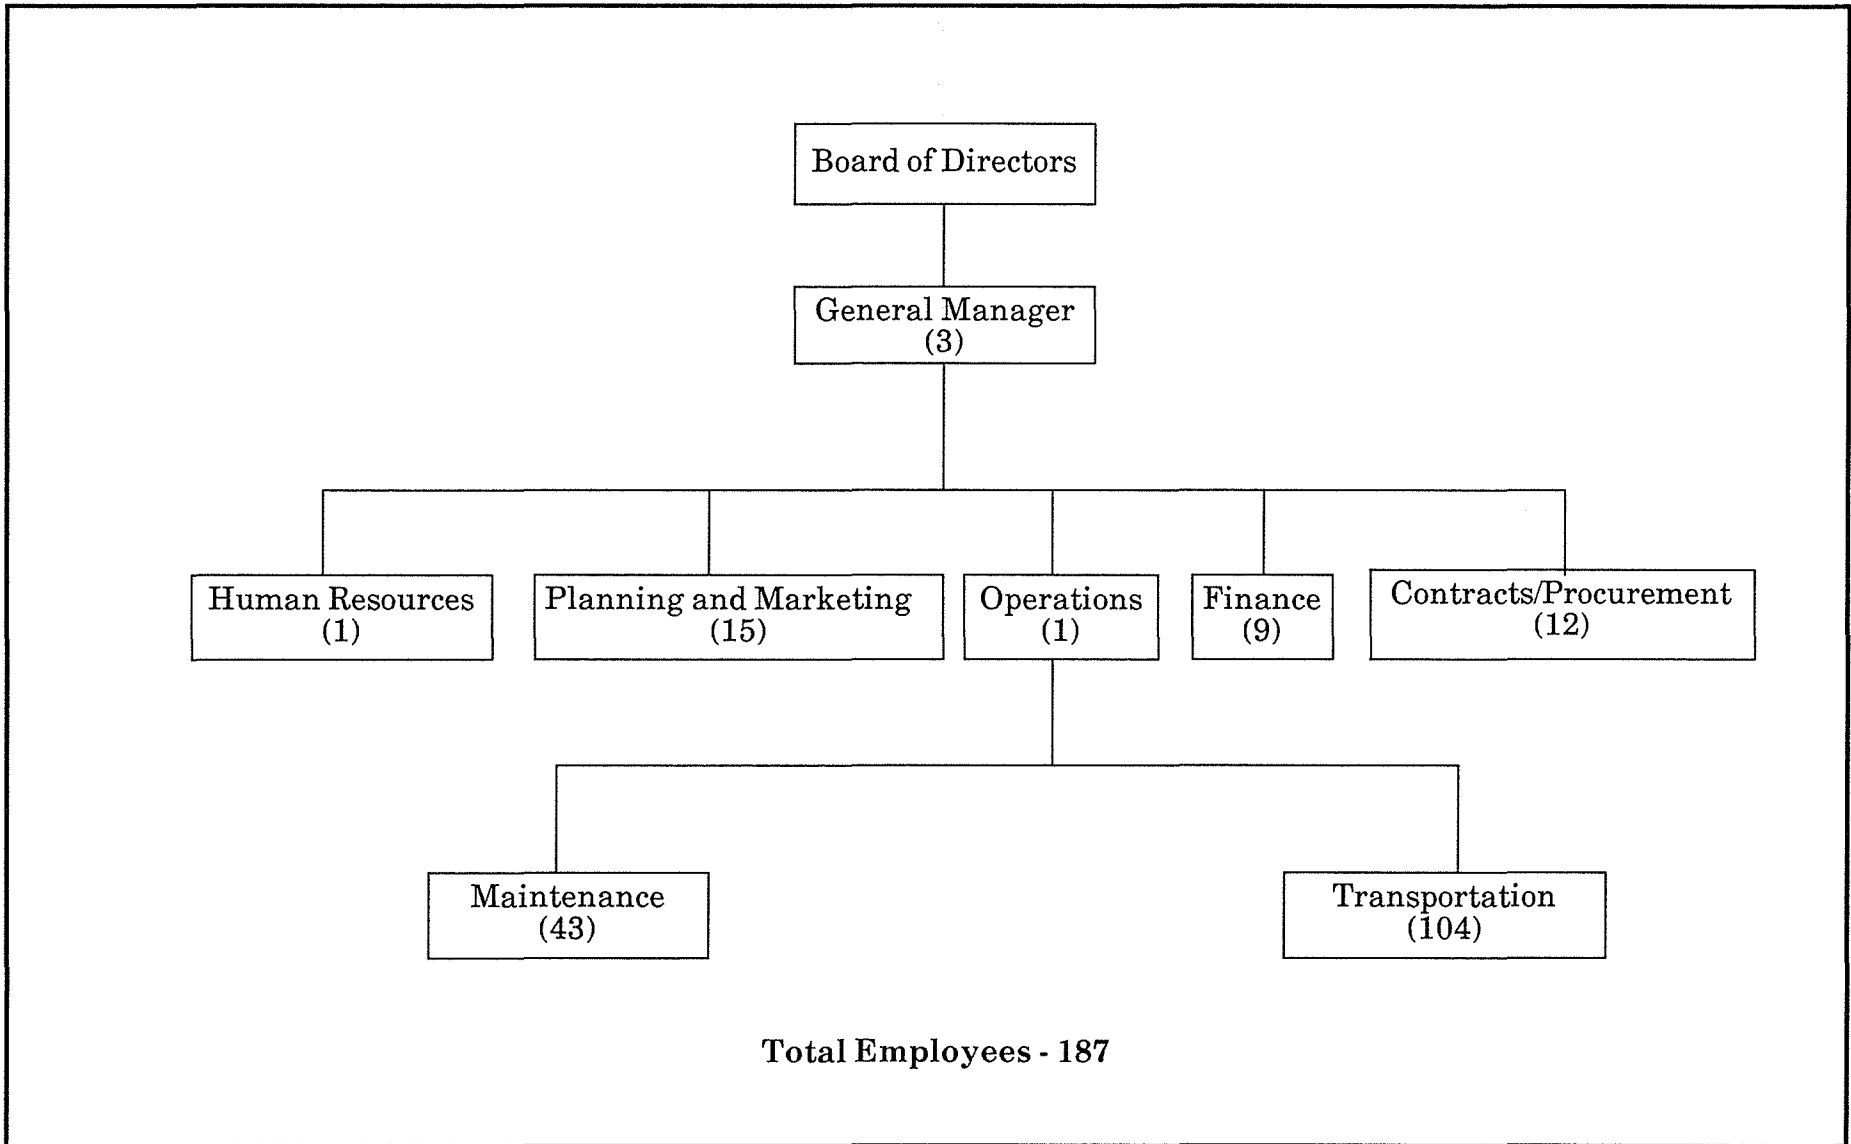 Board of Directors
General Manager
(3)
Human Resources
(1)
Planning and Marketing
(15)
Operations
(1)
Finance
(9)
Contracts/Procurement
(12)
Maintenance
(43)
Transportation
(104)
Total Employees - 187